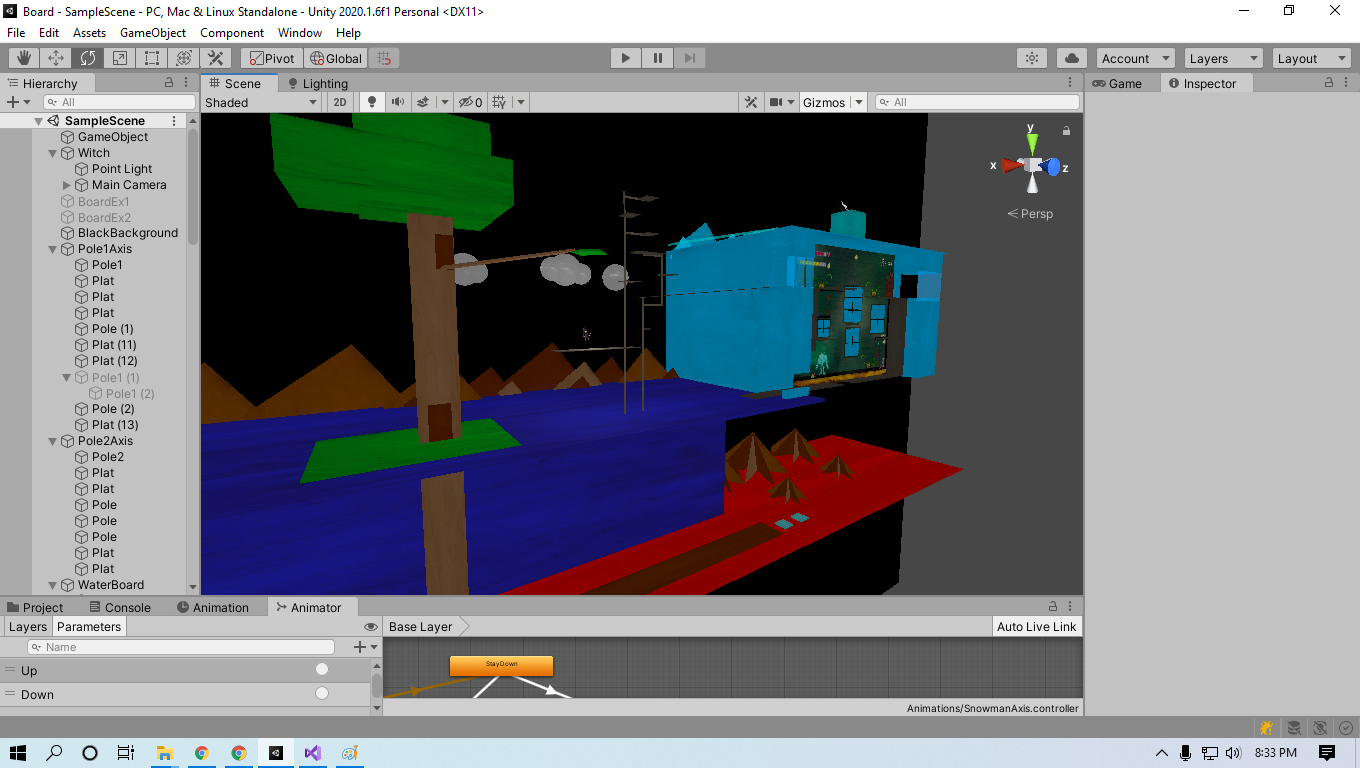 Board - SampleScene - PC, Mac & Linux Standalone - Unity 2020.1.6f1 Personal <DX11>
File Edit Assets GameObject Component Window Help
Pivot Global Account Layers Layout
Hierarchy Scene Lighting Game Inspector
All Shaded 2D 0 Gizmos All
SampleScene
GameObject
Witch
Point Light
Main Camera
BoardEx1
BoardEx2
BlackBackground
Pole1Axis
Pole1
Plat
Plat
Plat
Pole (1)
Plat (11)
Plat (12)
Pole1 (1)
Pole1 (2)
Pole (2)
Plat (13)
Pole2Axis
Pole2
Plat
Plat
Pole
Pole
Pole
Plat
Plat
WaterBoard
y
x
z
Persp
Project Console Animation Animator
Layers Parameters Base Layer Auto Live Link
Name
Up
Down
StayDown
Animations/SnowmanAxis.controller
8:33 PM